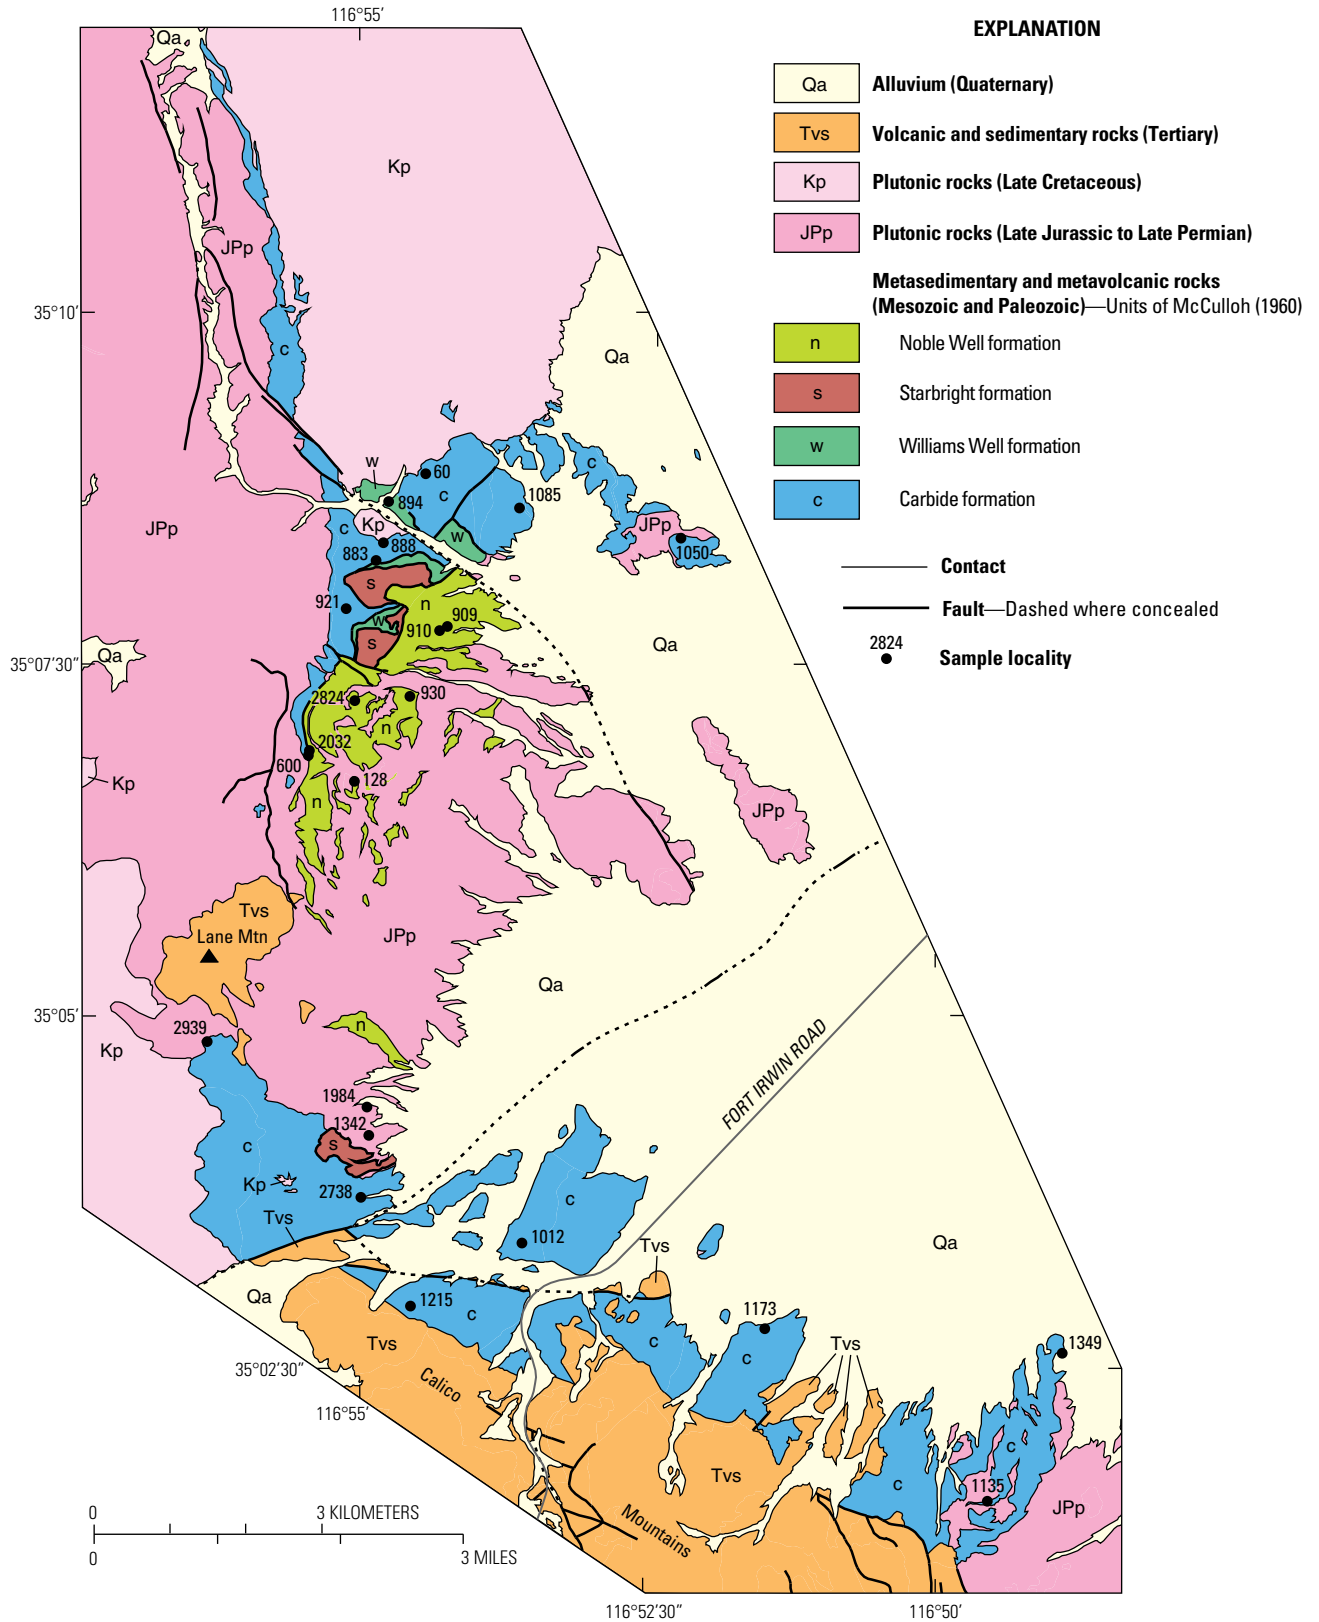 116°55'
EXPLANATION
Qa
Qa
Alluvium (Quaternary)
Tvs
Volcanic and sedimentary rocks (Tertiary)
Kp
Kp
Plutonic rocks (Late Cretaceous)
JPp
JPp
Plutonic rocks (Late Jurassic to Late Permian)
Metasedimentary and metavolcanic rocks
(Mesozoic and Paleozoic)—Units of McCulloh (1960)
35°10'
n
Noble Well formation
c
Qa
s
Starbright formation
w
Williams Well formation
c
Carbide formation
w
60
c
c
894
1085
JPp
c
Kp
888
w
JPp
1050
883
Contact
s
921
n
Fault—Dashed where concealed
w
909
910
s
Qa
2824
Sample locality
35°07'30"
Qa
2824
930
n
2032
600
128
Kp
n
JPp
Tvs
Lane Mtn
JPp
Qa
35°05'
n
2939
Kp
FORT IRWIN ROAD
1984
1342
s
c
Kp
2738
c
Tvs
1012
Tvs
Qa
Qa
1215
c
1173
Tvs
c
Tvs
1349
c
35°02'30"
Calico
116°55'
c
Tvs
c
1135
JPp
0
3 KILOMETERS
Mountains
0
3 MILES
116°52'30"
116°50'